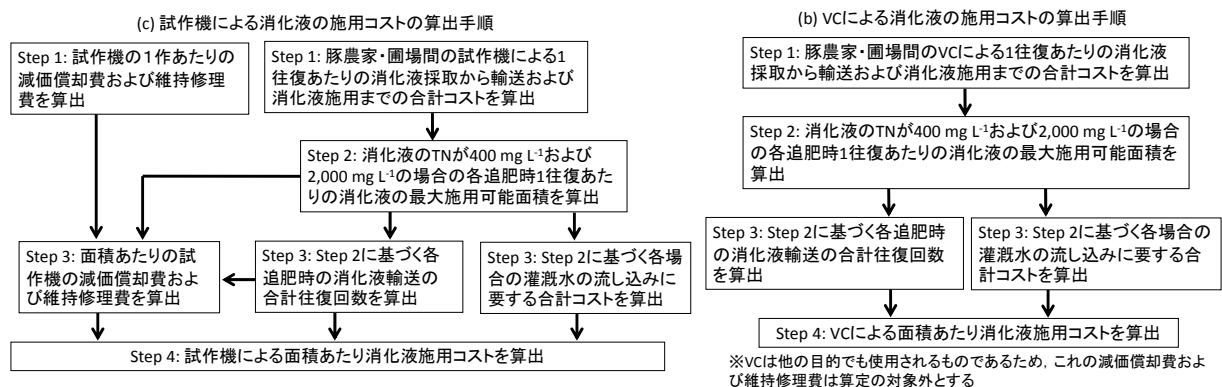 (c) 試作機による消化液の施用コストの算出手順
Step 1: 試作機の１作あたりの
減価償却費および維持修理
費を算出
Step 1: 豚農家・圃場間の試作機による1
往復あたりの消化液採取から輸送および
消化液施用までの合計コストを算出
Step 2: 消化液のTNが400 mg L-1および
2,000 mg L-1の場合の各追肥時1往復あた
りの消化液の最大施用可能面積を算出
Step 3: 面積あたりの試
作機の減価償却費およ
び維持修理費を算出
Step 3: Step 2に基づく各
追肥時の消化液輸送の
合計往復回数を算出
Step 3: Step 2に基づく各場
合の灌漑水の流し込みに
要する合計コストを算出
Step 4: 試作機による面積あたり消化液施用コストを算出
(b) VCによる消化液の施用コストの算出手順
Step 1: 豚農家・圃場間のVCによる1往復あたりの消化液
採取から輸送および消化液施用までの合計コストを算出
Step 2: 消化液のTNが400 mg L-1および2,000 mg L-1の場合
の各追肥時1往復あたりの消化液の最大施用可能面積を
算出
Step 3: Step 2に基づく各追肥時
の消化液輸送の合計往復回数
を算出
Step 3: Step 2に基づく各場合の
灌漑水の流し込みに要する合
計コストを算出
Step 4: VCによる面積あたり消化液施用コストを算出
※VCは他の目的でも使用されるものであるため，これの減価償却費およ
び維持修理費は算定の対象外とする